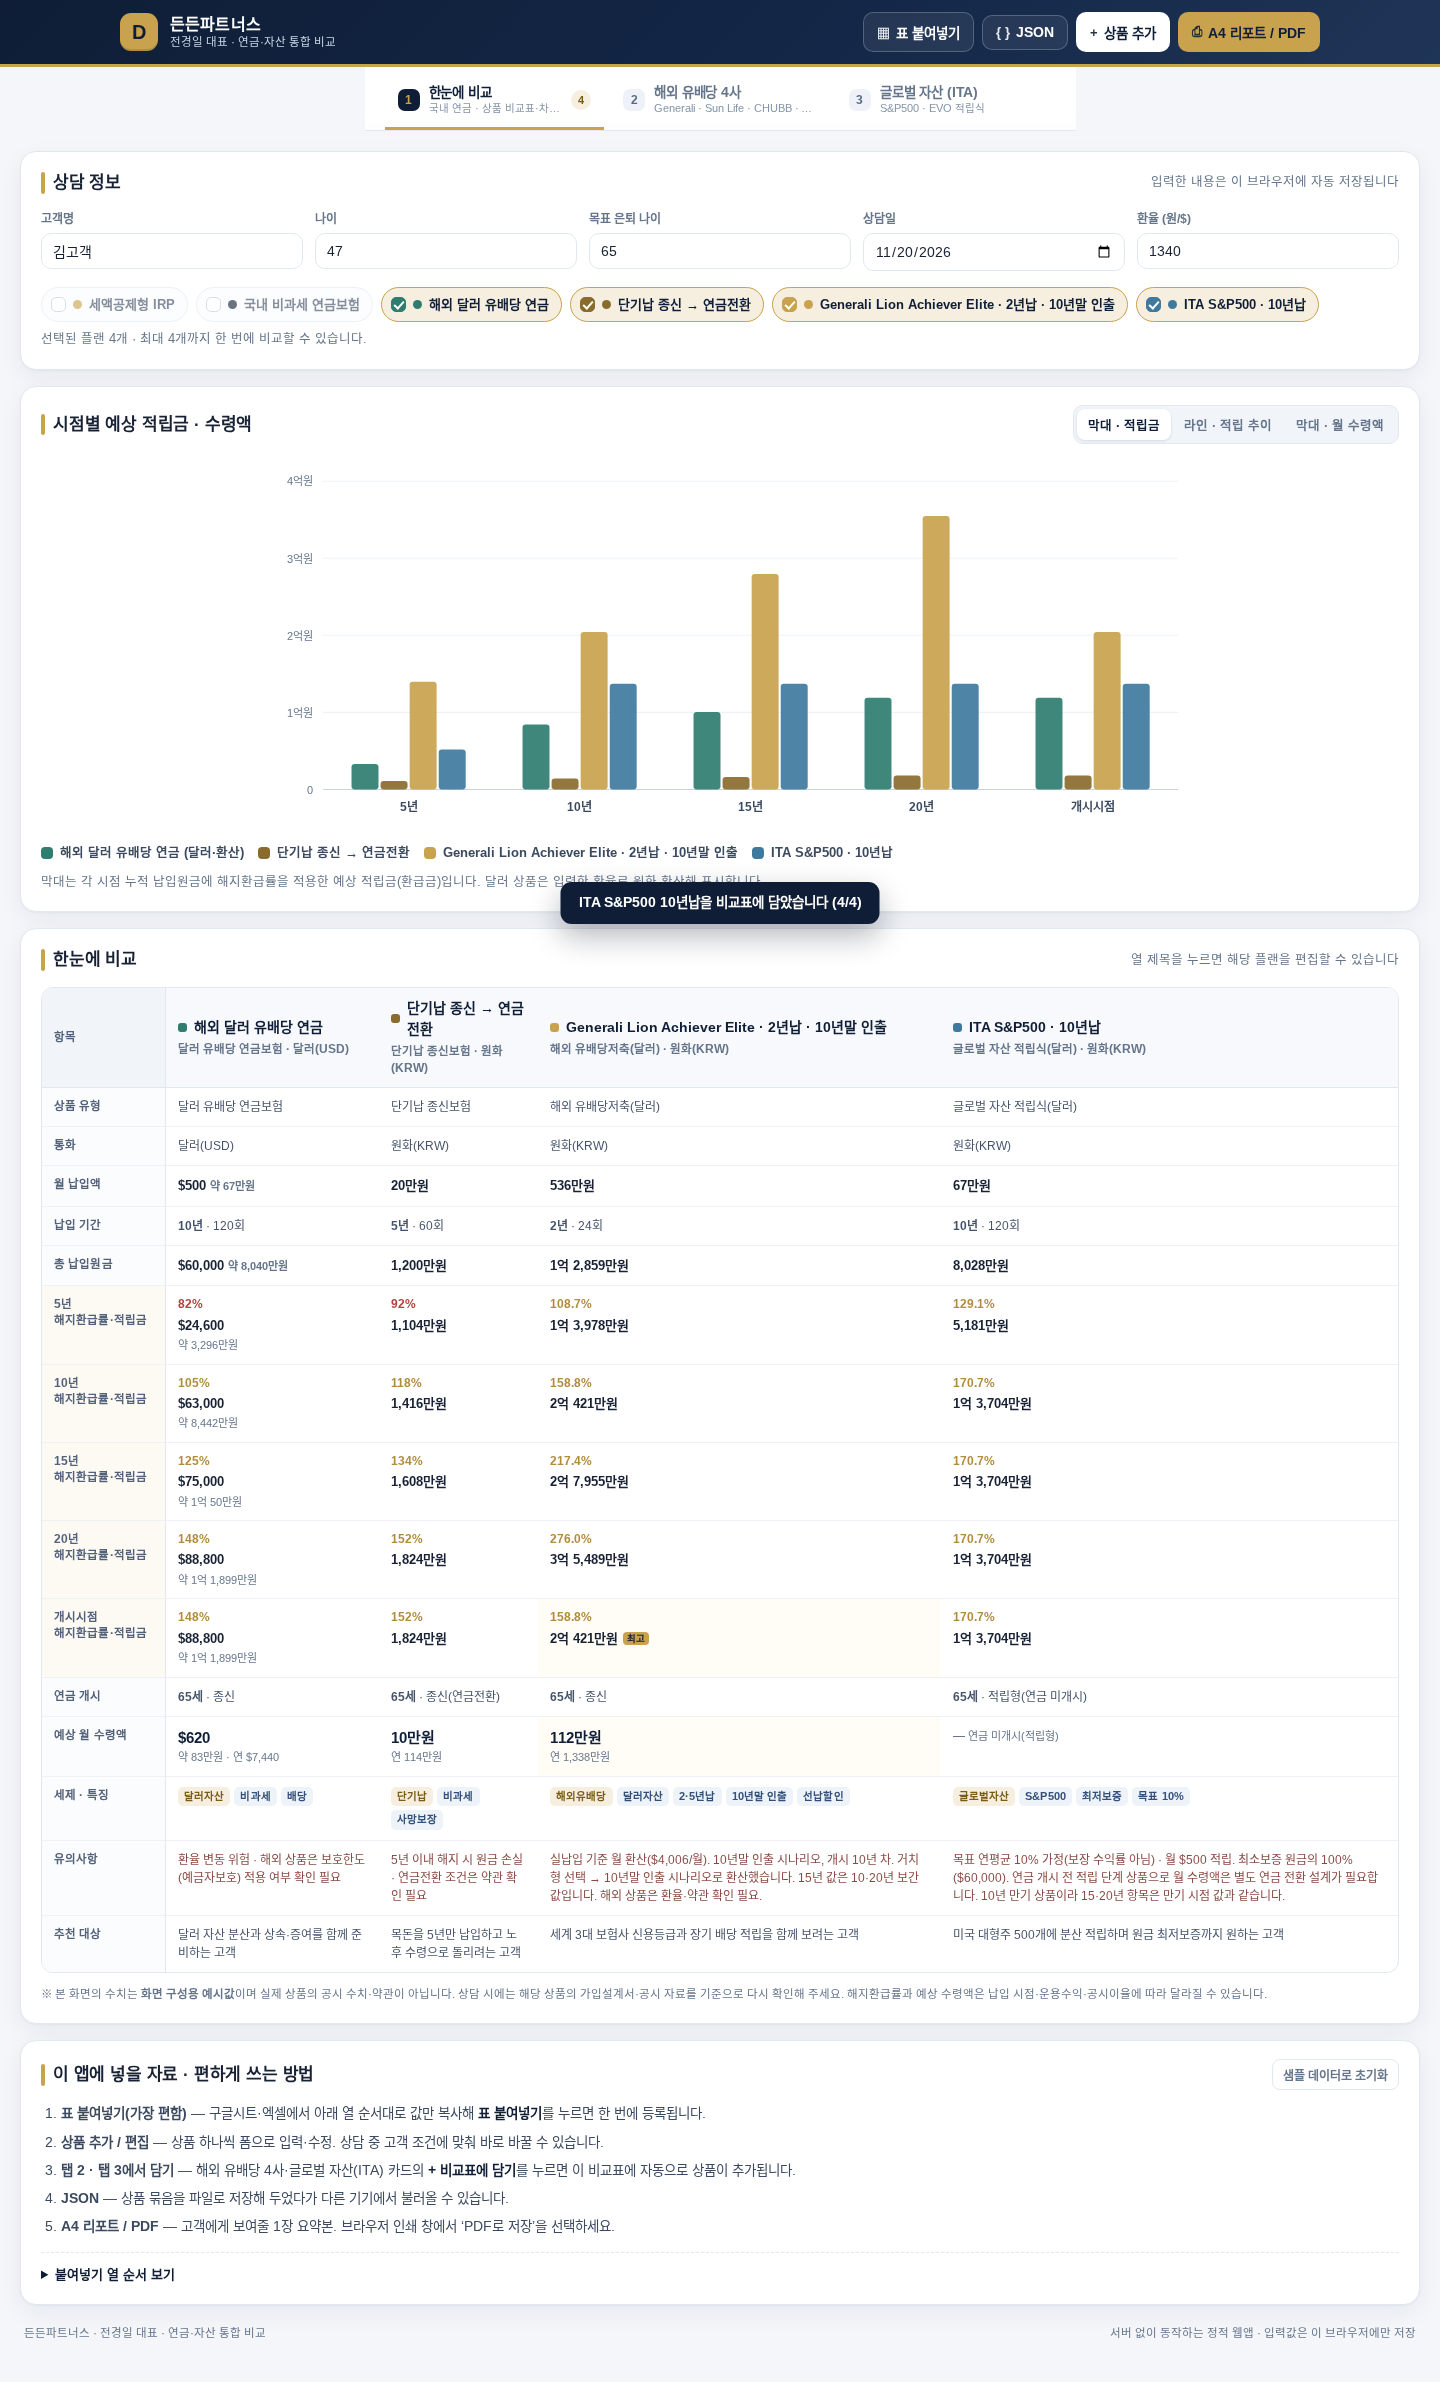 D
든든파트너스
전경일 대표 · 연금·자산 통합 비교
▦ 표 붙여넣기
{ } JSON
+ 상품 추가
⎙ A4 리포트 / PDF
1
한눈에 비교
국내 연금 · 상품 비교표·차…
4
2
해외 유배당 4사
Generali · Sun Life · CHUBB · …
3
글로벌 자산 (ITA)
S&P500 · EVO 적립식
상담 정보
입력한 내용은 이 브라우저에 자동 저장됩니다
고객명
나이
목표 은퇴 나이
상담일
환율 (원/$)
김고객
47
65
11/20/2026
1340
세액공제형 IRP
국내 비과세 연금보험
해외 달러 유배당 연금
단기납 종신 → 연금전환
Generali Lion Achiever Elite · 2년납 · 10년말 인출
ITA S&P500 · 10년납
선택된 플랜 4개 · 최대 4개까지 한 번에 비교할 수 있습니다.
시점별 예상 적립금 · 수령액
막대 · 적립금
라인 · 적립 추이
막대 · 월 수령액
4억원
3억원
2억원
1억원
0
5년
10년
15년
20년
개시시점
해외 달러 유배당 연금 (달러·환산)
단기납 종신 → 연금전환
Generali Lion Achiever Elite · 2년납 · 10년말 인출
ITA S&P500 · 10년납
막대는 각 시점 누적 납입원금에 해지환급률을 적용한 예상 적립금(환급금)입니다. 달러 상품은 입력한 환율로 원화 환산해 표시합니다.
ITA S&P500 10년납을 비교표에 담았습니다 (4/4)
한눈에 비교
열 제목을 누르면 해당 플랜을 편집할 수 있습니다
항목
해외 달러 유배당 연금
달러 유배당 연금보험 · 달러(USD)
단기납 종신 → 연금
전환
단기납 종신보험 · 원화
(KRW)
Generali Lion Achiever Elite · 2년납 · 10년말 인출
해외 유배당저축(달러) · 원화(KRW)
ITA S&P500 · 10년납
글로벌 자산 적립식(달러) · 원화(KRW)
상품 유형
달러 유배당 연금보험
단기납 종신보험
해외 유배당저축(달러)
글로벌 자산 적립식(달러)
통화
달러(USD)
원화(KRW)
원화(KRW)
원화(KRW)
월 납입액
$500 약 67만원
20만원
536만원
67만원
납입 기간
10년 · 120회
5년 · 60회
2년 · 24회
10년 · 120회
총 납입원금
$60,000 약 8,040만원
1,200만원
1억 2,859만원
8,028만원
5년
해지환급률·적립금
82%
$24,600
약 3,296만원
92%
1,104만원
108.7%
1억 3,978만원
129.1%
5,181만원
10년
해지환급률·적립금
105%
$63,000
약 8,442만원
118%
1,416만원
158.8%
2억 421만원
170.7%
1억 3,704만원
15년
해지환급률·적립금
125%
$75,000
약 1억 50만원
134%
1,608만원
217.4%
2억 7,955만원
170.7%
1억 3,704만원
20년
해지환급률·적립금
148%
$88,800
약 1억 1,899만원
152%
1,824만원
276.0%
3억 5,489만원
170.7%
1억 3,704만원
개시시점
해지환급률·적립금
148%
$88,800
약 1억 1,899만원
152%
1,824만원
158.8%
2억 421만원 최고
170.7%
1억 3,704만원
연금 개시
65세 · 종신
65세 · 종신(연금전환)
65세 · 종신
65세 · 적립형(연금 미개시)
예상 월 수령액
$620
약 83만원 · 연 $7,440
10만원
연 114만원
112만원
연 1,338만원
— 연금 미개시(적립형)
세제 · 특징
달러자산 비과세 배당
단기납 비과세
사망보장
해외유배당 달러자산 2·5년납 10년말 인출 선납할인
글로벌자산 S&P500 최저보증 목표 10%
유의사항
환율 변동 위험 · 해외 상품은 보호한도
(예금자보호) 적용 여부 확인 필요
5년 이내 해지 시 원금 손실
· 연금전환 조건은 약관 확
인 필요
실납입 기준 월 환산($4,006/월). 10년말 인출 시나리오, 개시 10년 차. 거치
형 선택 → 10년말 인출 시나리오로 환산했습니다. 15년 값은 10·20년 보간
값입니다. 해외 상품은 환율·약관 확인 필요.
목표 연평균 10% 가정(보장 수익률 아님) · 월 $500 적립. 최소보증 원금의 100%
($60,000). 연금 개시 전 적립 단계 상품으로 월 수령액은 별도 연금 전환 설계가 필요합
니다. 10년 만기 상품이라 15·20년 항목은 만기 시점 값과 같습니다.
추천 대상
달러 자산 분산과 상속·증여를 함께 준
비하는 고객
목돈을 5년만 납입하고 노
후 수령으로 돌리려는 고객
세계 3대 보험사 신용등급과 장기 배당 적립을 함께 보려는 고객
미국 대형주 500개에 분산 적립하며 원금 최저보증까지 원하는 고객
※ 본 화면의 수치는 화면 구성용 예시값이며 실제 상품의 공시 수치·약관이 아닙니다. 상담 시에는 해당 상품의 가입설계서·공시 자료를 기준으로 다시 확인해 주세요. 해지환급률과 예상 수령액은 납입 시점·운용수익·공시이율에 따라 달라질 수 있습니다.
이 앱에 넣을 자료 · 편하게 쓰는 방법
샘플 데이터로 초기화
1. 표 붙여넣기(가장 편함) — 구글시트·엑셀에서 아래 열 순서대로 값만 복사해 표 붙여넣기를 누르면 한 번에 등록됩니다.
2. 상품 추가 / 편집 — 상품 하나씩 폼으로 입력·수정. 상담 중 고객 조건에 맞춰 바로 바꿀 수 있습니다.
3. 탭 2 · 탭 3에서 담기 — 해외 유배당 4사·글로벌 자산(ITA) 카드의 + 비교표에 담기를 누르면 이 비교표에 자동으로 상품이 추가됩니다.
4. JSON — 상품 묶음을 파일로 저장해 두었다가 다른 기기에서 불러올 수 있습니다.
5. A4 리포트 / PDF — 고객에게 보여줄 1장 요약본. 브라우저 인쇄 창에서 ‘PDF로 저장’을 선택하세요.
▶ 붙여넣기 열 순서 보기
든든파트너스 · 전경일 대표 · 연금·자산 통합 비교
서버 없이 동작하는 정적 웹앱 · 입력값은 이 브라우저에만 저장